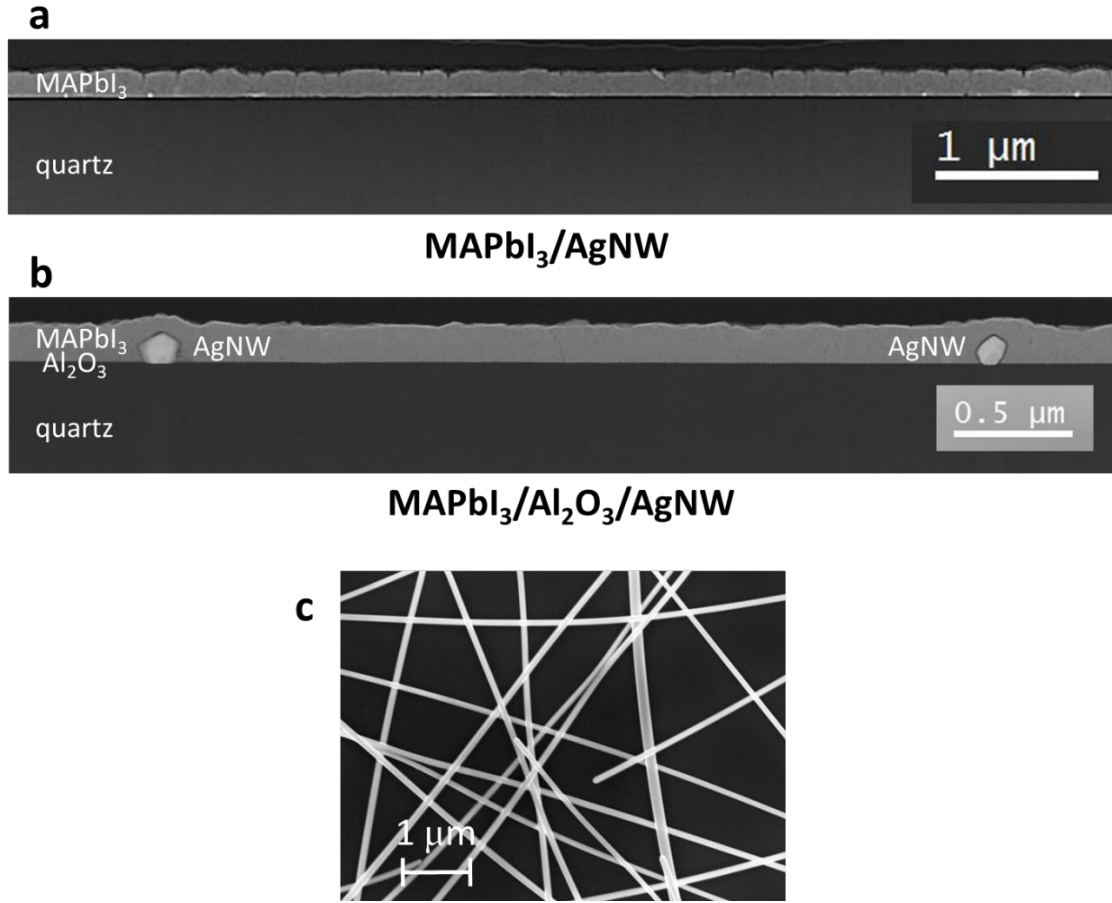 a
MAPbI₃
quartz
1 µm
MAPbI₃/AgNW
b
MAPbI₃ AgNW AgNW
Al₂O₃
quartz
0.5 µm
MAPbI₃/Al₂O₃/AgNW
c
1 µm